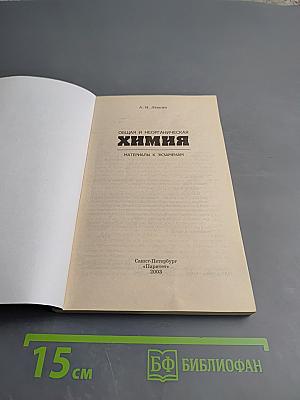 А. Н. Левкин
ОБЩАЯ И НЕОРГАНИЧЕСКАЯ
ХИМИЯ
МАТЕРИАЛЫ К ЭКЗАМЕНАМ
Санкт-Петербург
«Паритет»
2003
15 см
БФ БИБЛИОФАН